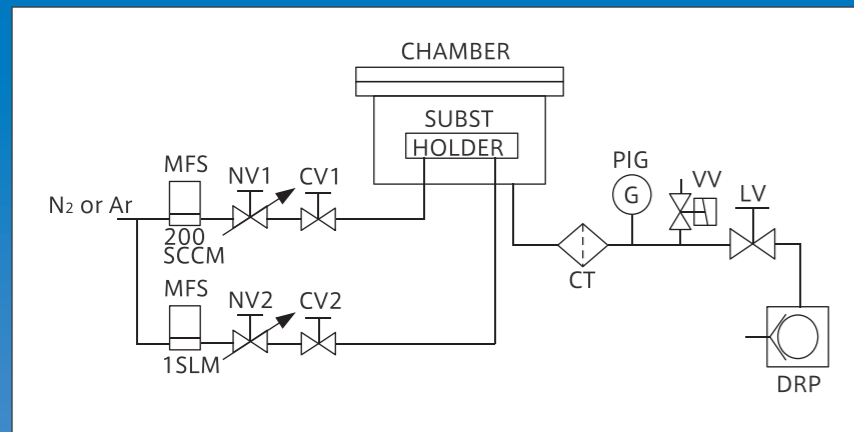 CHAMBER
SUBST
HOLDER
MFS
NV1
CV1
N2 or Ar
200
SCCM
MFS
NV2
CV2
1SLM
PIG
G
VV
LV
CT
DRP